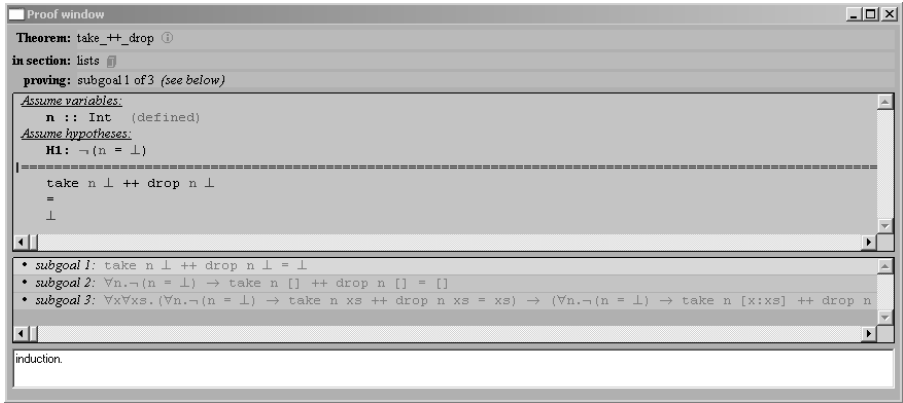 Proof window
Theorem: take_++_drop
in section: lists
proving: subgoal 1 of 3 (see below)
Assume variables:
n :: Int (defined)
Assume hypotheses:
H1: ¬(n = ⊥)
take n ⊥ ++ drop n ⊥
=
⊥
• subgoal 1: take n ⊥ ++ drop n ⊥ = ⊥
• subgoal 2: ∀n.¬(n = ⊥) → take n [] ++ drop n [] = []
• subgoal 3: ∀x∀xs.(∀n.¬(n = ⊥) → take n xs ++ drop n xs = xs) → (∀n.¬(n = ⊥) → take n [x:xs] ++ drop n
induction.